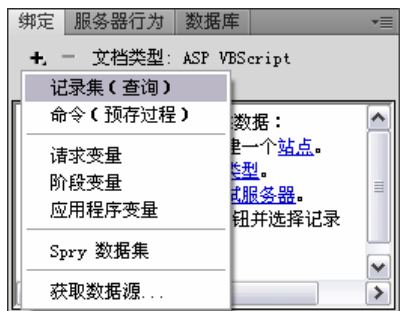 绑定 服务器行为 数据库
文档类型: ASP VBScript
记录集(查询)
命令(预存过程)
数据:
一个站点。
请求变量
类型。
阶段变量
试服务器。
应用程序变量
钮并选择记录
Spry 数据集
获取数据源...